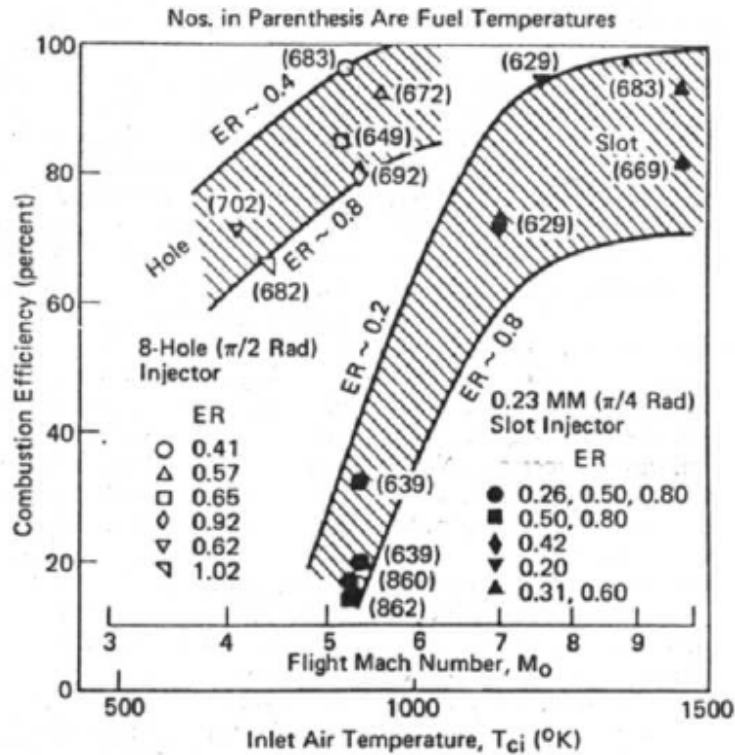 Nos. in Parenthesis Are Fuel Temperatures
Combustion Efficiency (percent)
100
80
60
40
20
0
ER ~ 0.4
(683)
(672)
(649)
(692)
(702)
(682)
Hole
ER ~ 0.8
(629)
(683)
Slot
(669)
(629)
ER ~ 0.2
ER ~ 0.8
(639)
(639)
(860)
(862)
8-Hole (π/2 Rad)
Injector
ER
0.41
0.57
0.65
0.92
0.62
1.02
0.23 MM (π/4 Rad)
Slot Injector
ER
0.26, 0.50, 0.80
0.50, 0.80
0.42
0.20
0.31, 0.60
3 4 5 6 7 8 9
Flight Mach Number, Mo
500 1000 1500
Inlet Air Temperature, Tci (°K)